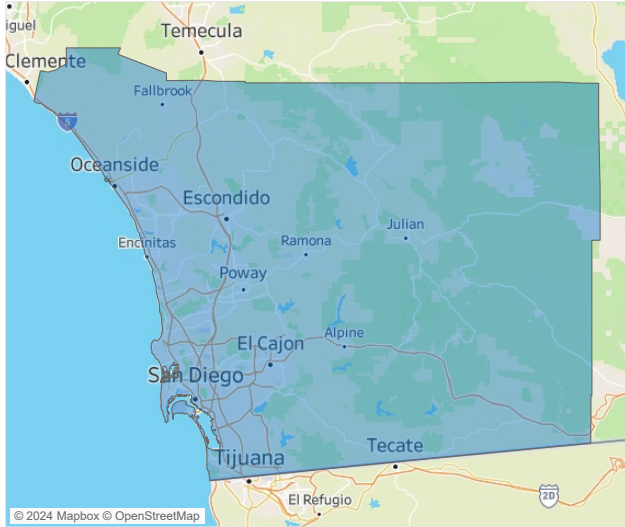 iguel
Temecula
Clemente
Fallbrook
5
Oceanside
Escondido
Encinitas
Ramona
Julian
Poway
El Cajon
Alpine
San Diego
Tijuana
Tecate
El Refugio
2D
© 2024 Mapbox © OpenStreetMap